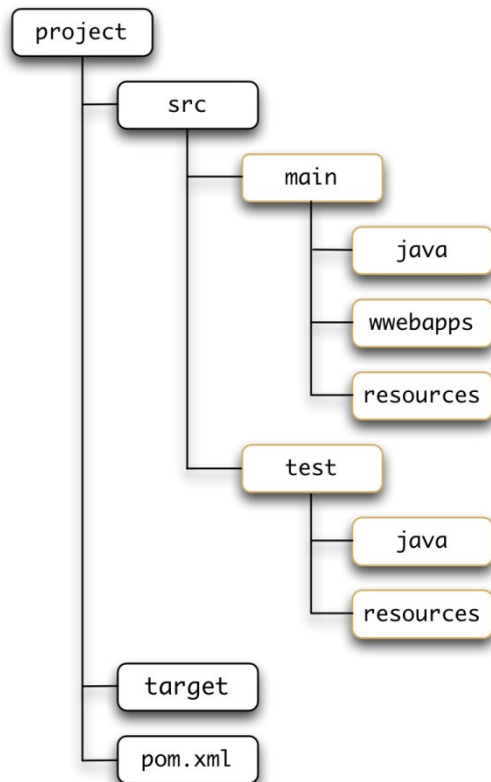 project
src
main
java
wwebapps
resources
test
java
resources
target
pom.xml